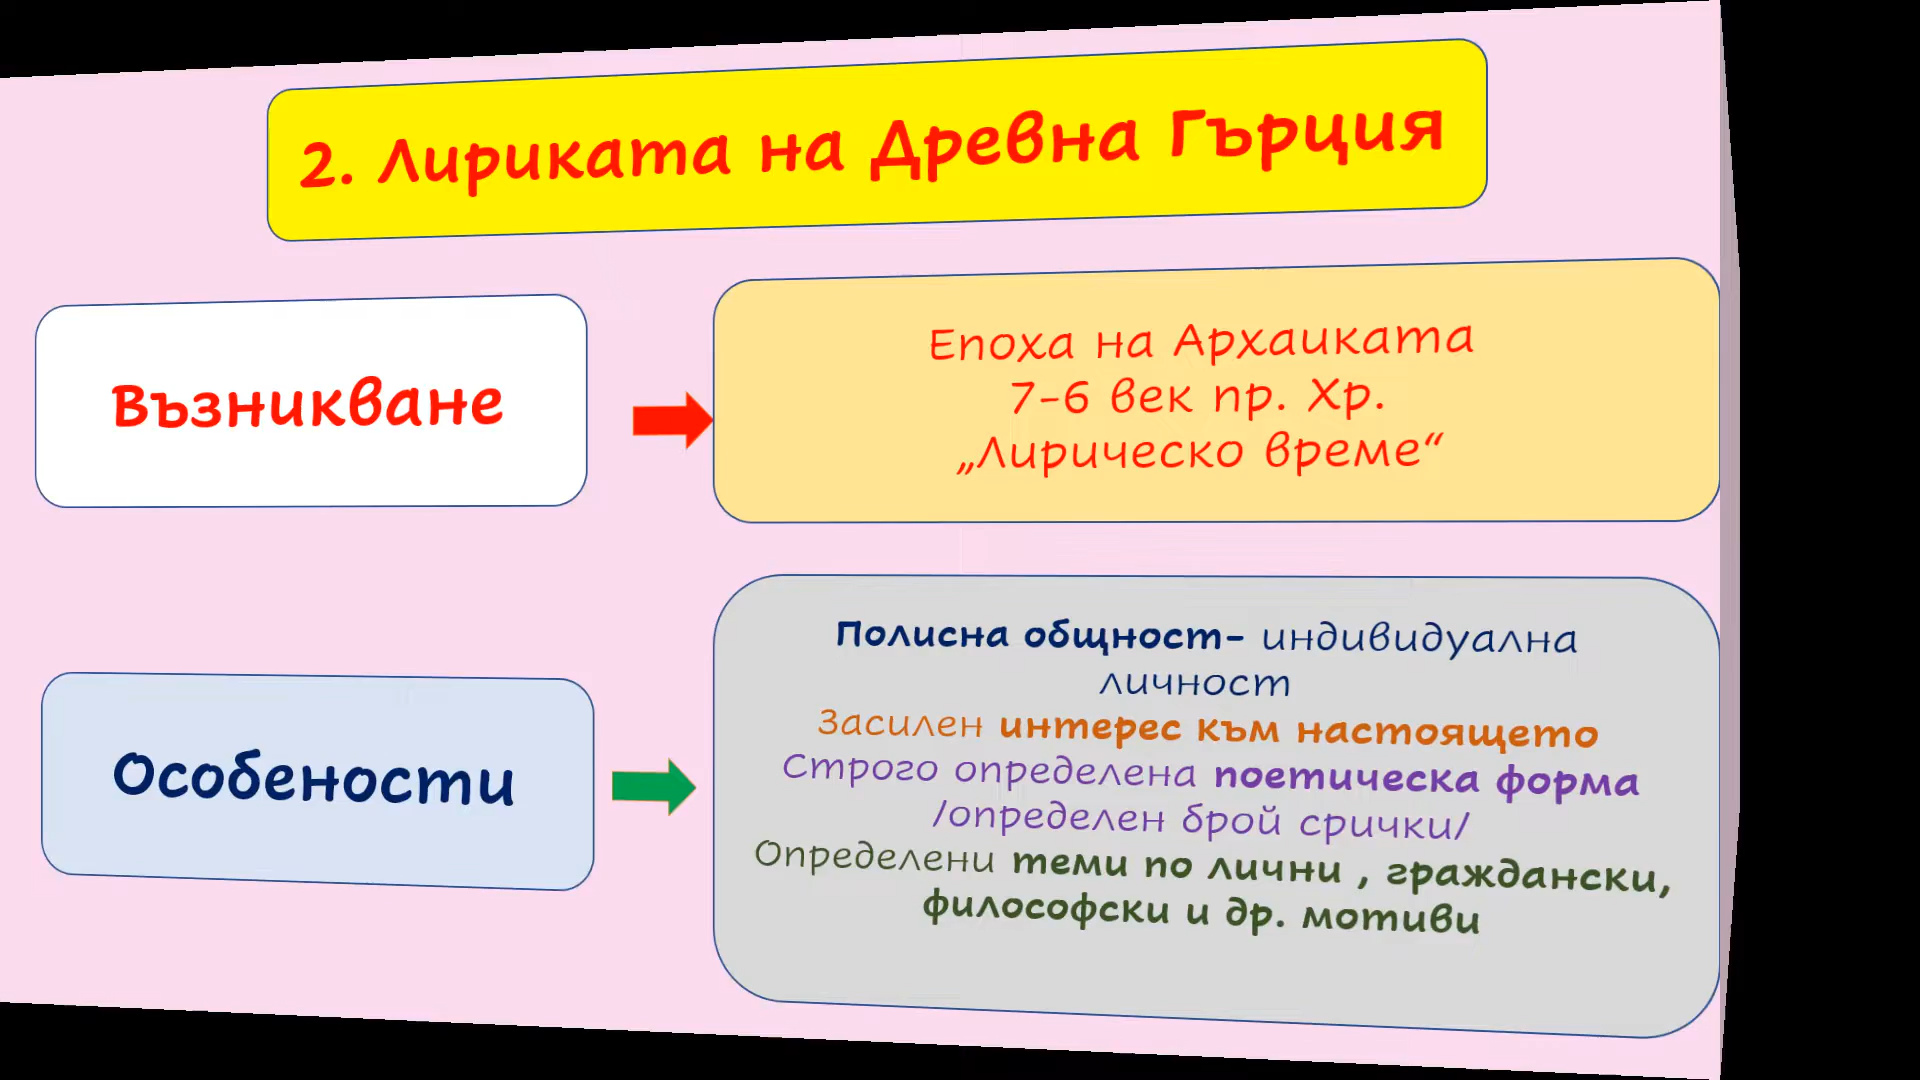 2. Лириката на Древна Гърция
Възникване
Епоха на Архаиката
7-6 век пр. Хр.
„Лирическо време“
Особености
Полисна общност- индивидуална
личност
Засилен интерес към настоящето
Строго определена поетическа форма
/определен брой срички/
Определени теми по лични , граждански,
философски и др. мотиви